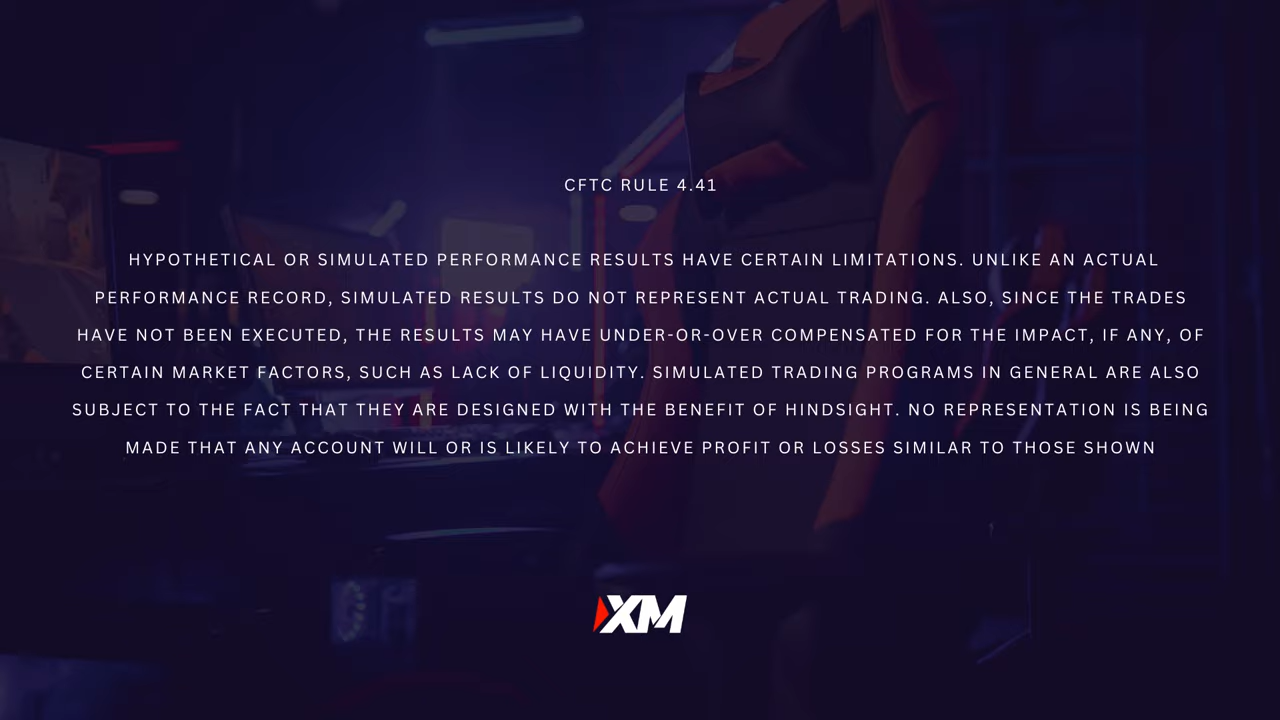 CFTC RULE 4.41
HYPOTHETICAL OR SIMULATED PERFORMANCE RESULTS HAVE CERTAIN LIMITATIONS. UNLIKE AN ACTUAL
PERFORMANCE RECORD, SIMULATED RESULTS DO NOT REPRESENT ACTUAL TRADING. ALSO, SINCE THE TRADES
HAVE NOT BEEN EXECUTED, THE RESULTS MAY HAVE UNDER-OR-OVER COMPENSATED FOR THE IMPACT, IF ANY, OF
CERTAIN MARKET FACTORS, SUCH AS LACK OF LIQUIDITY. SIMULATED TRADING PROGRAMS IN GENERAL ARE ALSO
SUBJECT TO THE FACT THAT THEY ARE DESIGNED WITH THE BENEFIT OF HINDSIGHT. NO REPRESENTATION IS BEING
MADE THAT ANY ACCOUNT WILL OR IS LIKELY TO ACHIEVE PROFIT OR LOSSES SIMILAR TO THOSE SHOWN
XM